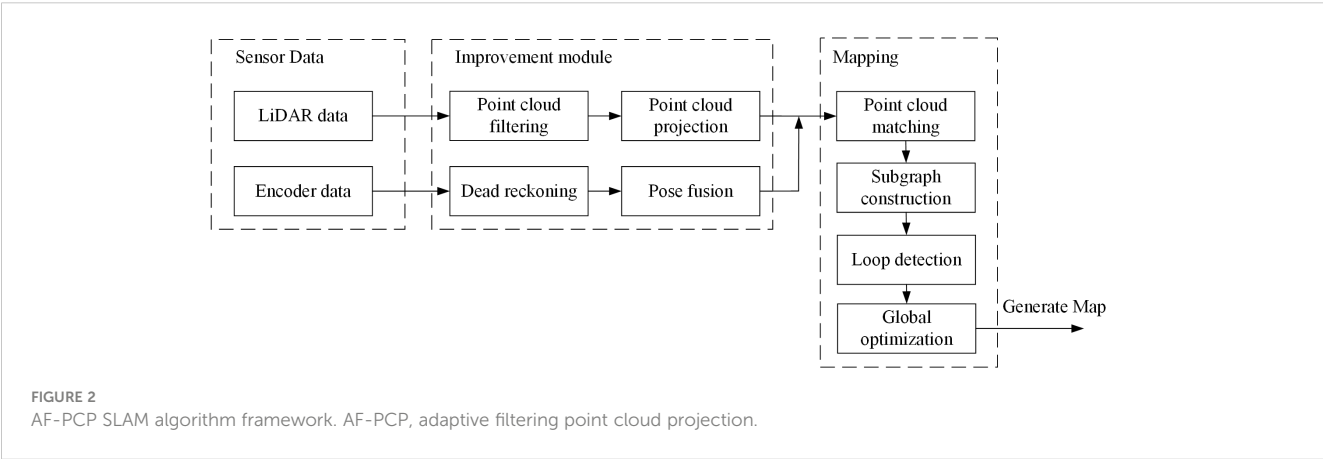 Sensor Data
LiDAR data
Encoder data
Improvement module
Point cloud
filtering
Point cloud
projection
Dead reckoning
Pose fusion
Mapping
Point cloud
matching
Subgraph
construction
Loop detection
Global
optimization
Generate Map
FIGURE 2
AF-PCP SLAM algorithm framework. AF-PCP, adaptive filtering point cloud projection.